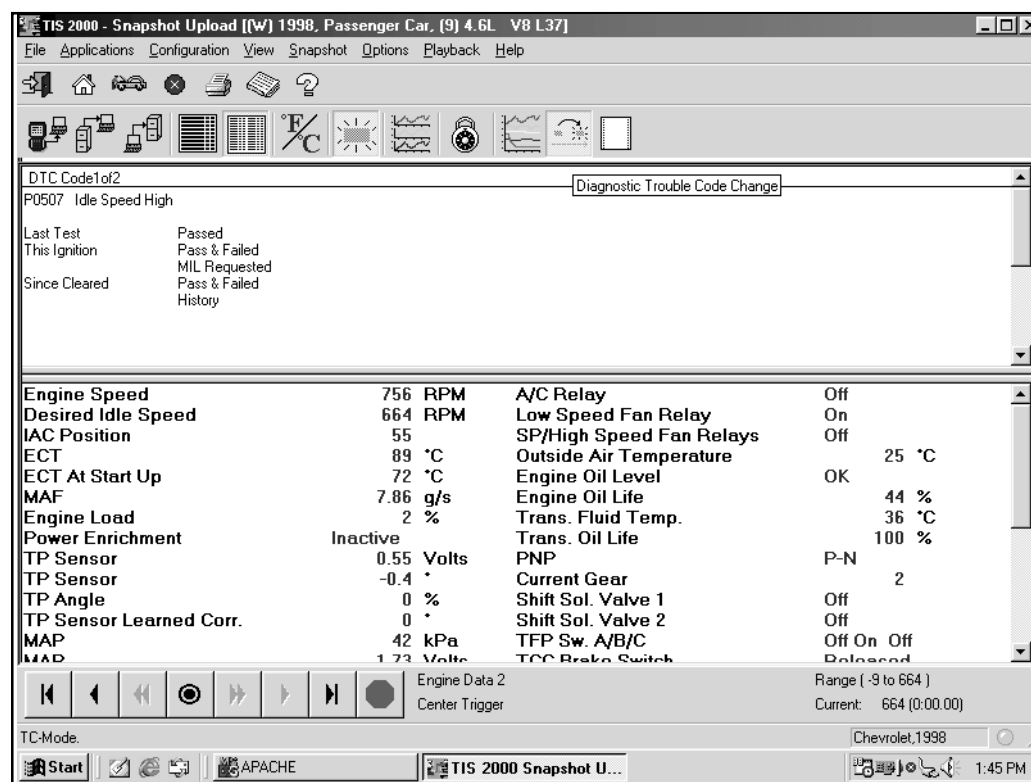 TIS 2000 - Snapshot Upload [(W) 1998, Passenger Car, (9) 4.6L V8 L37]
File Applications Configuration View Snapshot Options Playback Help
°F/C
DTC Code1of2
Diagnostic Trouble Code Change
P0507 Idle Speed High
Last Test Passed
This Ignition Pass & Failed
MIL Requested
Since Cleared Pass & Failed
History
Engine Speed 756 RPM A/C Relay Off
Desired Idle Speed 664 RPM Low Speed Fan Relay On
IAC Position 55 SP/High Speed Fan Relays Off
ECT 89 °C Outside Air Temperature 25 °C
ECT At Start Up 72 °C Engine Oil Level OK
MAF 7.86 g/s Engine Oil Life 44 %
Engine Load 2 % Trans. Fluid Temp. 36 °C
Power Enrichment Inactive Trans. Oil Life 100 %
TP Sensor 0.55 Volts PNP P-N
TP Sensor -0.4 ° Current Gear 2
TP Angle 0 % Shift Sol. Valve 1 Off
TP Sensor Learned Corr. 0 ° Shift Sol. Valve 2 Off
MAP 42 kPa TFP Sw. A/B/C Off On Off
MAP 1.73 Volts TCC Brake Switch Released
Engine Data 2 Range ( -9 to 664 )
Center Trigger Current: 664 (0:00.00)
TC-Mode. Chevrolet,1998
Start APACHE TIS 2000 Snapshot U... 1:45 PM